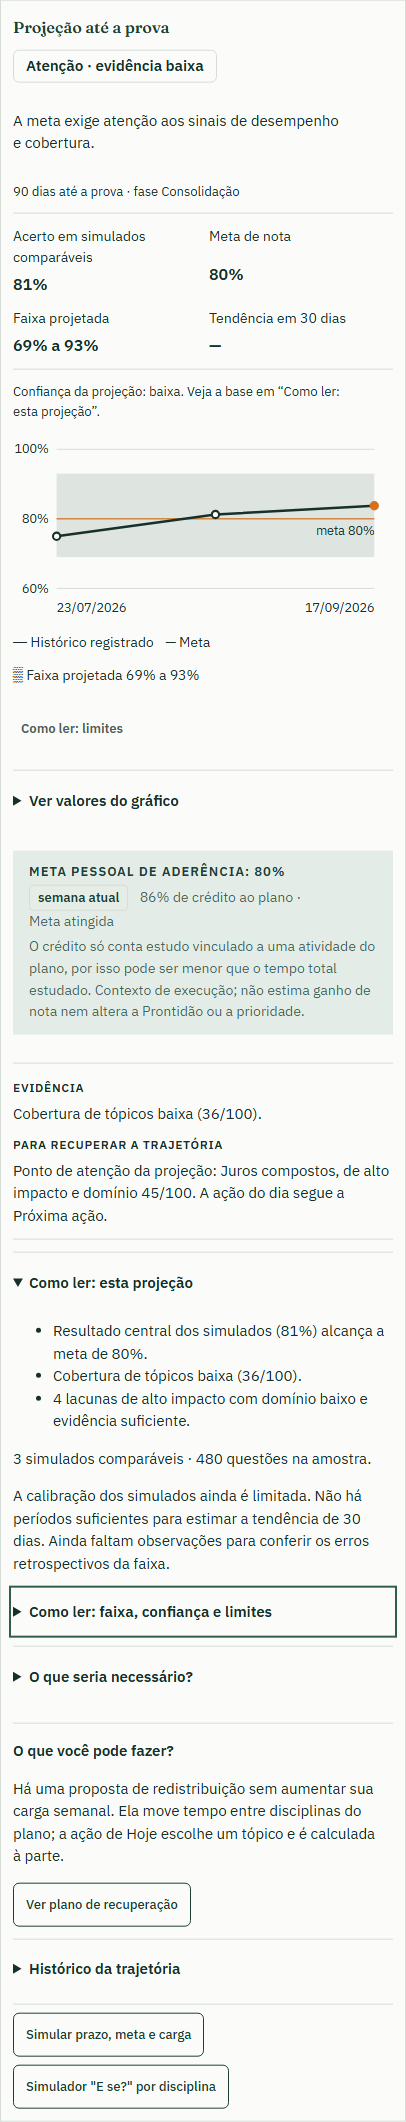 Projeção até a prova
Atenção · evidência baixa
A meta exige atenção aos sinais de desempenho
e cobertura.
90 dias até a prova · fase Consolidação
Acerto em simulados
comparáveis
81%
Meta de nota
80%
Faixa projetada
69% a 93%
Tendência em 30 dias
—
Confiança da projeção: baixa. Veja a base em “Como ler:
esta projeção”.
100%
80%
meta 80%
60%
23/07/2026
17/09/2026
— Histórico registrado
— Meta
▒ Faixa projetada 69% a 93%
Como ler: limites
▶ Ver valores do gráfico
META PESSOAL DE ADERÊNCIA: 80%
semana atual 86% de crédito ao plano ·
Meta atingida
O crédito só conta estudo vinculado a uma atividade do
plano, por isso pode ser menor que o tempo total
estudado. Contexto de execução; não estima ganho de
nota nem altera a Prontidão ou a prioridade.
EVIDÊNCIA
Cobertura de tópicos baixa (36/100).
PARA RECUPERAR A TRAJETÓRIA
Ponto de atenção da projeção: Juros compostos, de alto
impacto e domínio 45/100. A ação do dia segue a
Próxima ação.
▼ Como ler: esta projeção
• Resultado central dos simulados (81%) alcança a
meta de 80%.
• Cobertura de tópicos baixa (36/100).
• 4 lacunas de alto impacto com domínio baixo e
evidência suficiente.
3 simulados comparáveis · 480 questões na amostra.
A calibração dos simulados ainda é limitada. Não há
períodos suficientes para estimar a tendência de 30
dias. Ainda faltam observações para conferir os erros
retrospectivos da faixa.
▶ Como ler: faixa, confiança e limites
▶ O que seria necessário?
O que você pode fazer?
Há uma proposta de redistribuição sem aumentar sua
carga semanal. Ela move tempo entre disciplinas do
plano; a ação de Hoje escolhe um tópico e é calculada
à parte.
Ver plano de recuperação
▶ Histórico da trajetória
Simular prazo, meta e carga
Simulador "E se?" por disciplina